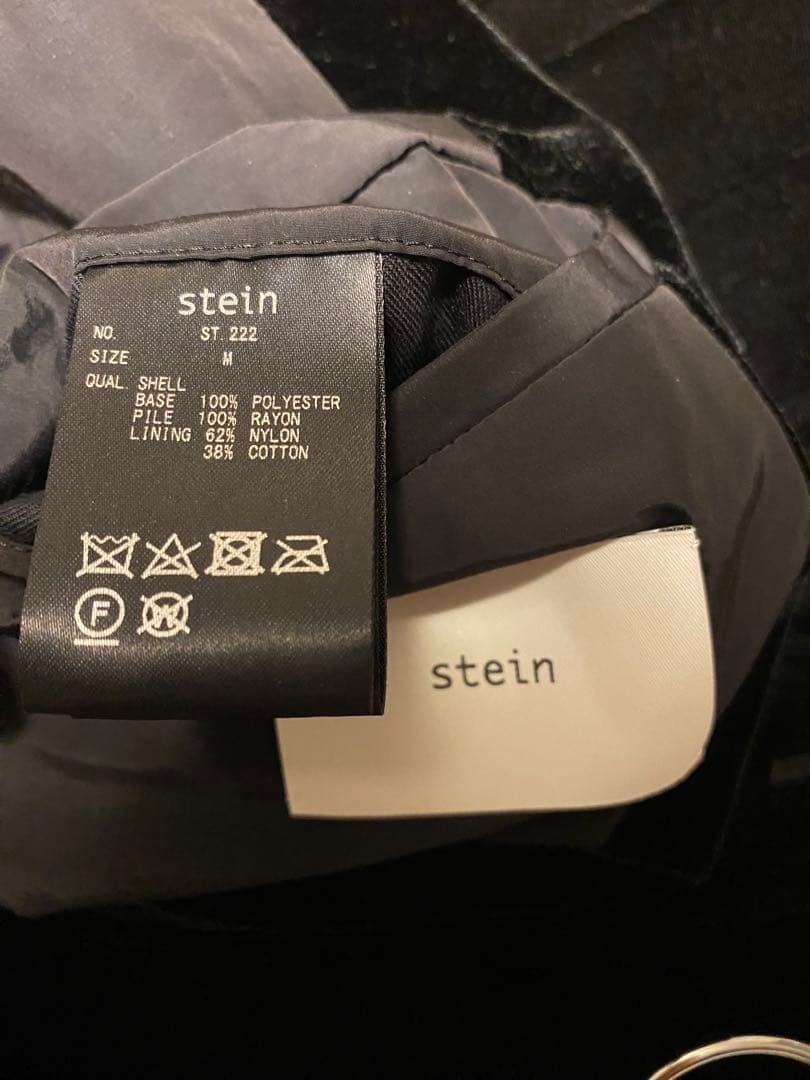 stein
NO. ST.222
SIZE M
QUAL. SHELL
BASE 100% POLYESTER
PILE 100% RAYON
LINING 62% NYLON
38% COTTON
F W
stein